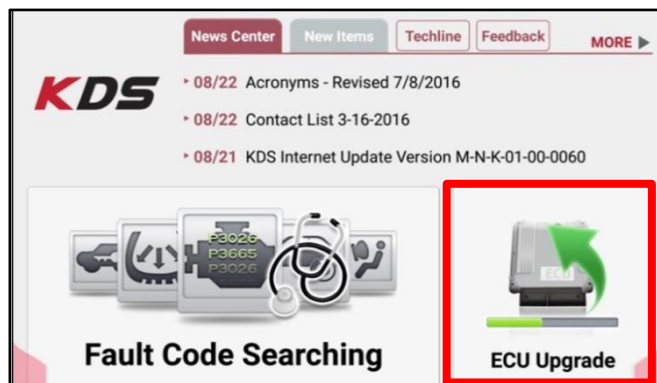 News Center New Items Techline Feedback MORE ▶
KDS
‣ 08/22 Acronyms - Revised 7/8/2016
‣ 08/22 Contact List 3-16-2016
‣ 08/21 KDS Internet Update Version M-N-K-01-00-0060
P3026
P3665
P3026
ECU
Fault Code Searching
ECU Upgrade